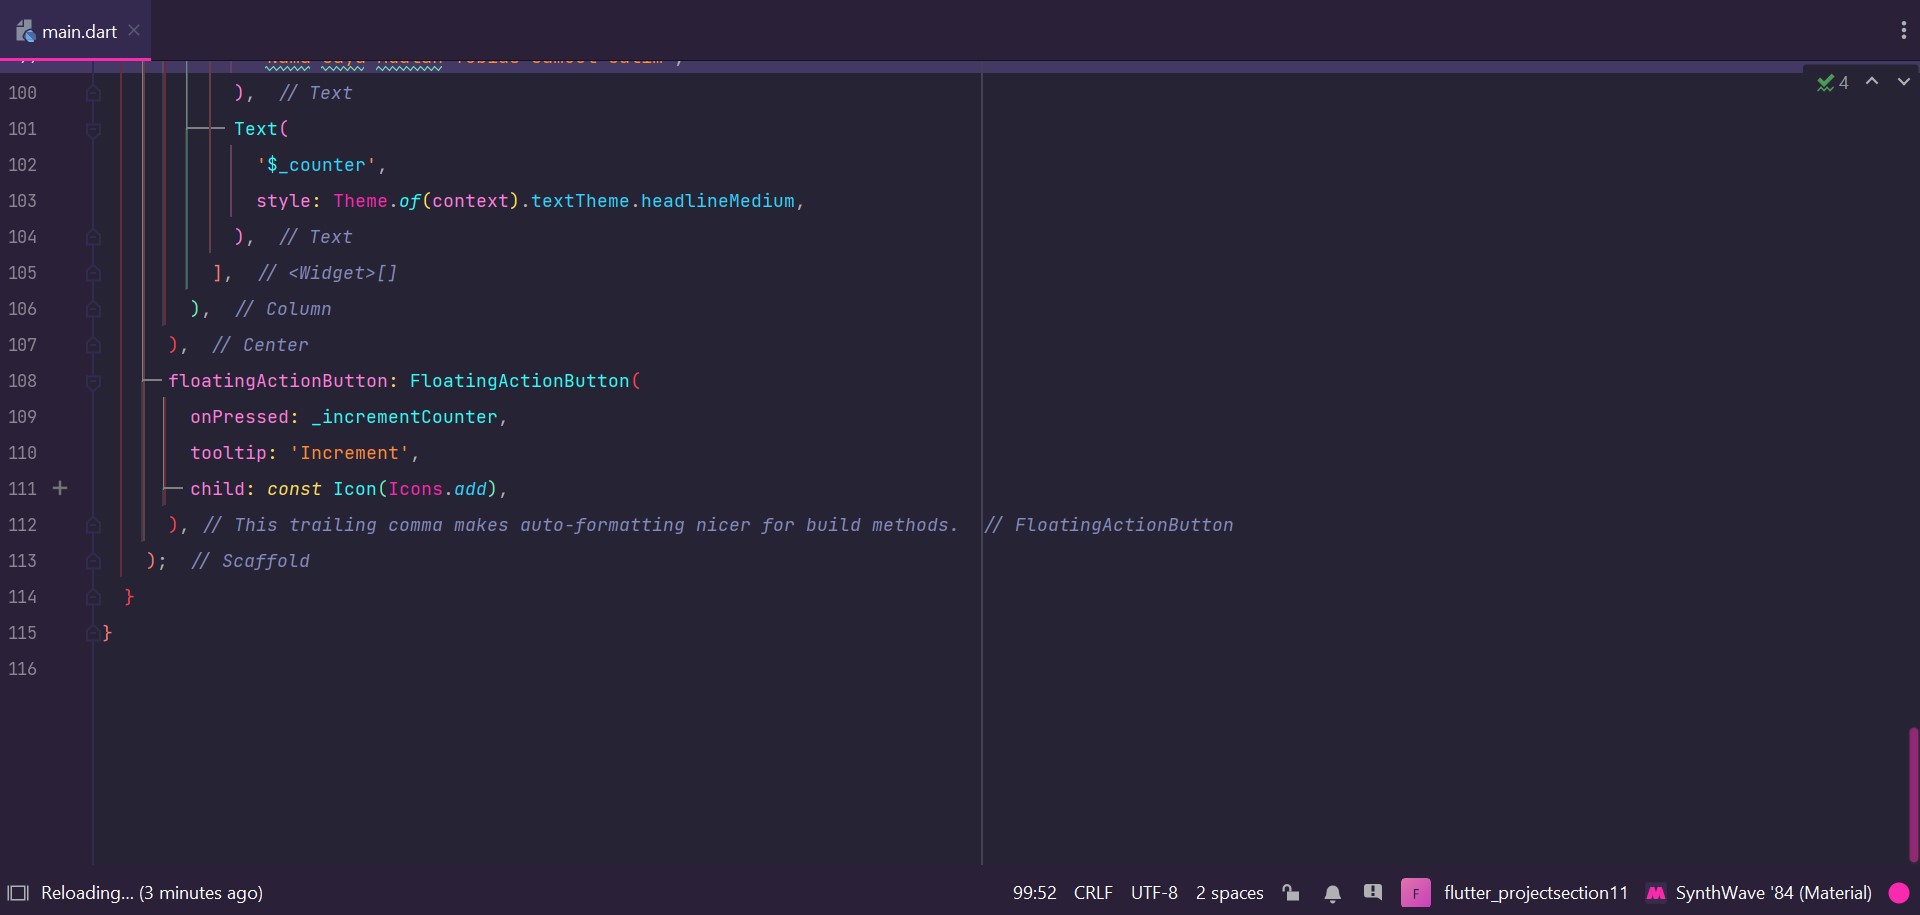 main.dart
100 ), // Text
101 Text(
102 '$_counter',
103 style: Theme.of(context).textTheme.headlineMedium,
104 ), // Text
105 ], // <Widget>[]
106 ), // Column
107 ), // Center
108 floatingActionButton: FloatingActionButton(
109 onPressed: _incrementCounter,
110 tooltip: 'Increment',
111 child: const Icon(Icons.add),
112 ), // This trailing comma makes auto-formatting nicer for build methods. // FloatingActionButton
113 ); // Scaffold
114 }
115 }
116
4
Reloading... (3 minutes ago) 99:52 CRLF UTF-8 2 spaces F flutter_projectsection11 SynthWave '84 (Material)